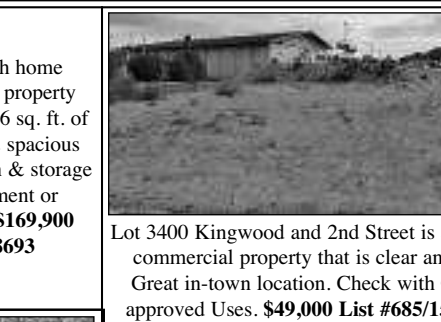 h home
property
6 sq. ft. of
spacious
& storage
ment or
$169,900
8693
Lot 3400 Kingwood and 2nd Street is
commercial property that is clear an
Great in-town location. Check with
approved Uses. $49,000 List #685/1